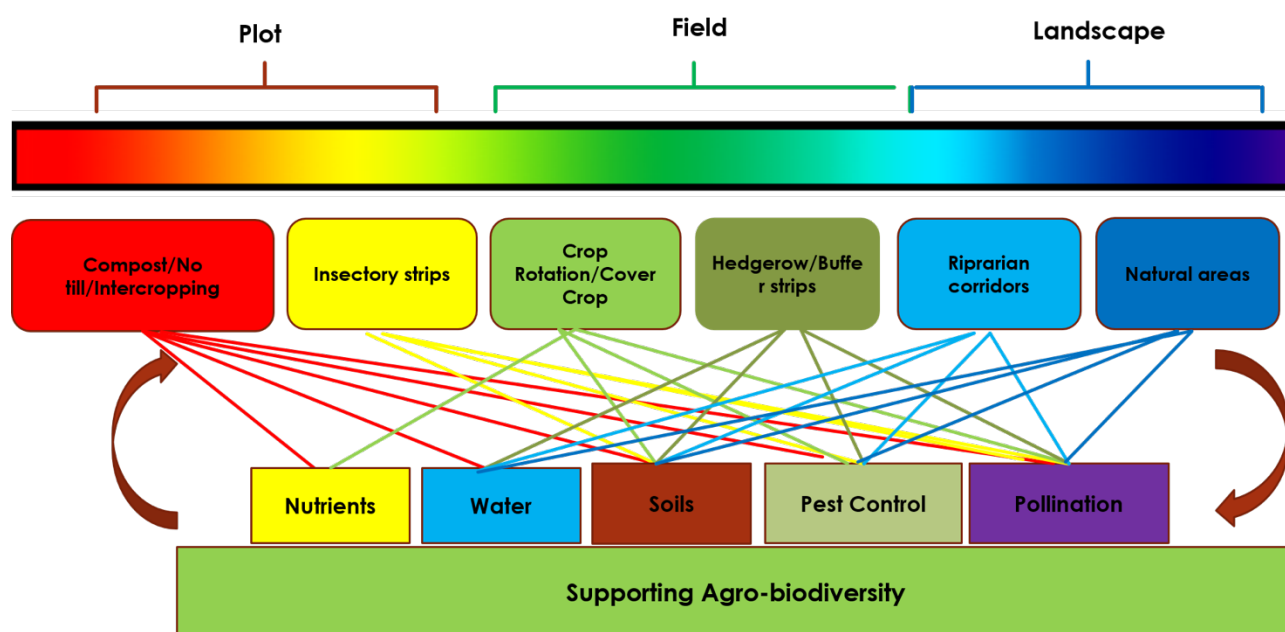 Plot
Field
Landscape
Compost/No
till/Intercropping
Insectory strips
Crop
Rotation/Cover
Crop
Hedgerow/Buffe
r strips
Riprarian
corridors
Natural areas
Nutrients
Water
Soils
Pest Control
Pollination
Supporting Agro-biodiversity